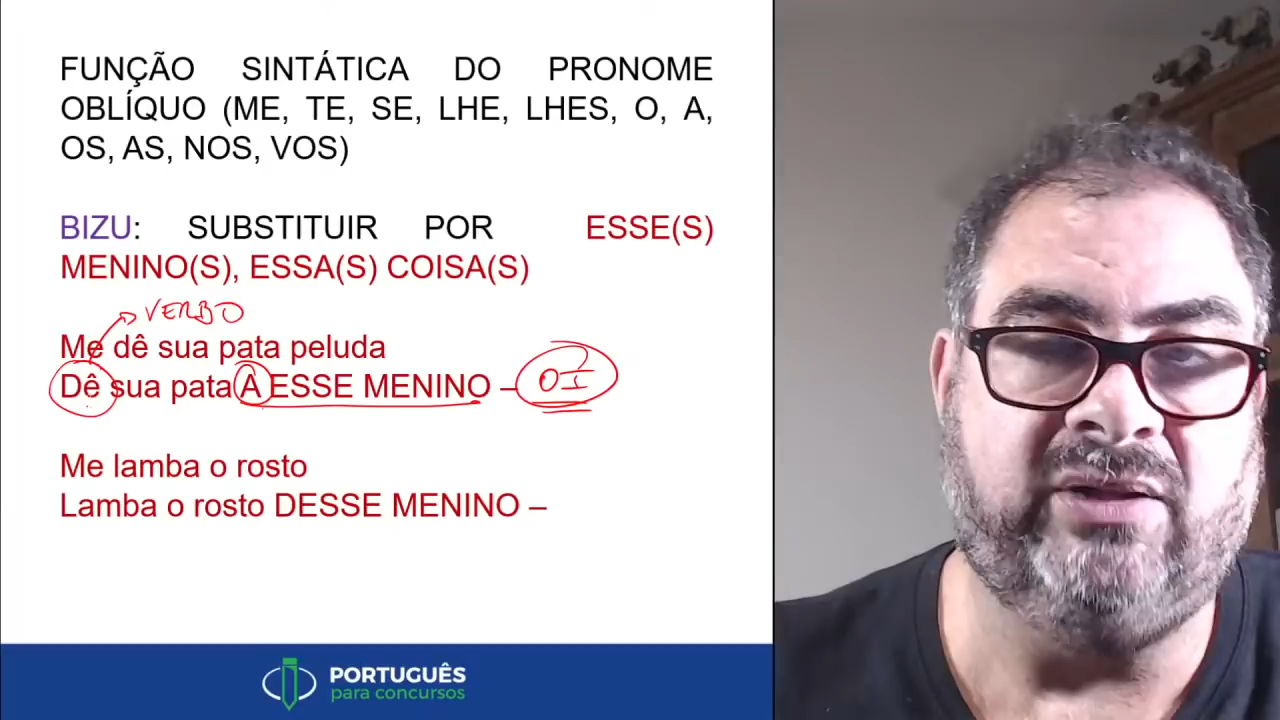 FUNÇÃO SINTÁTICA DO PRONOME
OBLÍQUO (ME, TE, SE, LHE, LHES, O, A,
OS, AS, NOS, VOS)
BIZU: SUBSTITUIR POR ESSE(S)
MENINO(S), ESSA(S) COISA(S)
VERBO
Me dê sua pata peluda
Dê sua pata A ESSE MENINO – OI
Me lamba o rosto
Lamba o rosto DESSE MENINO –
PORTUGUÊS
para concursos